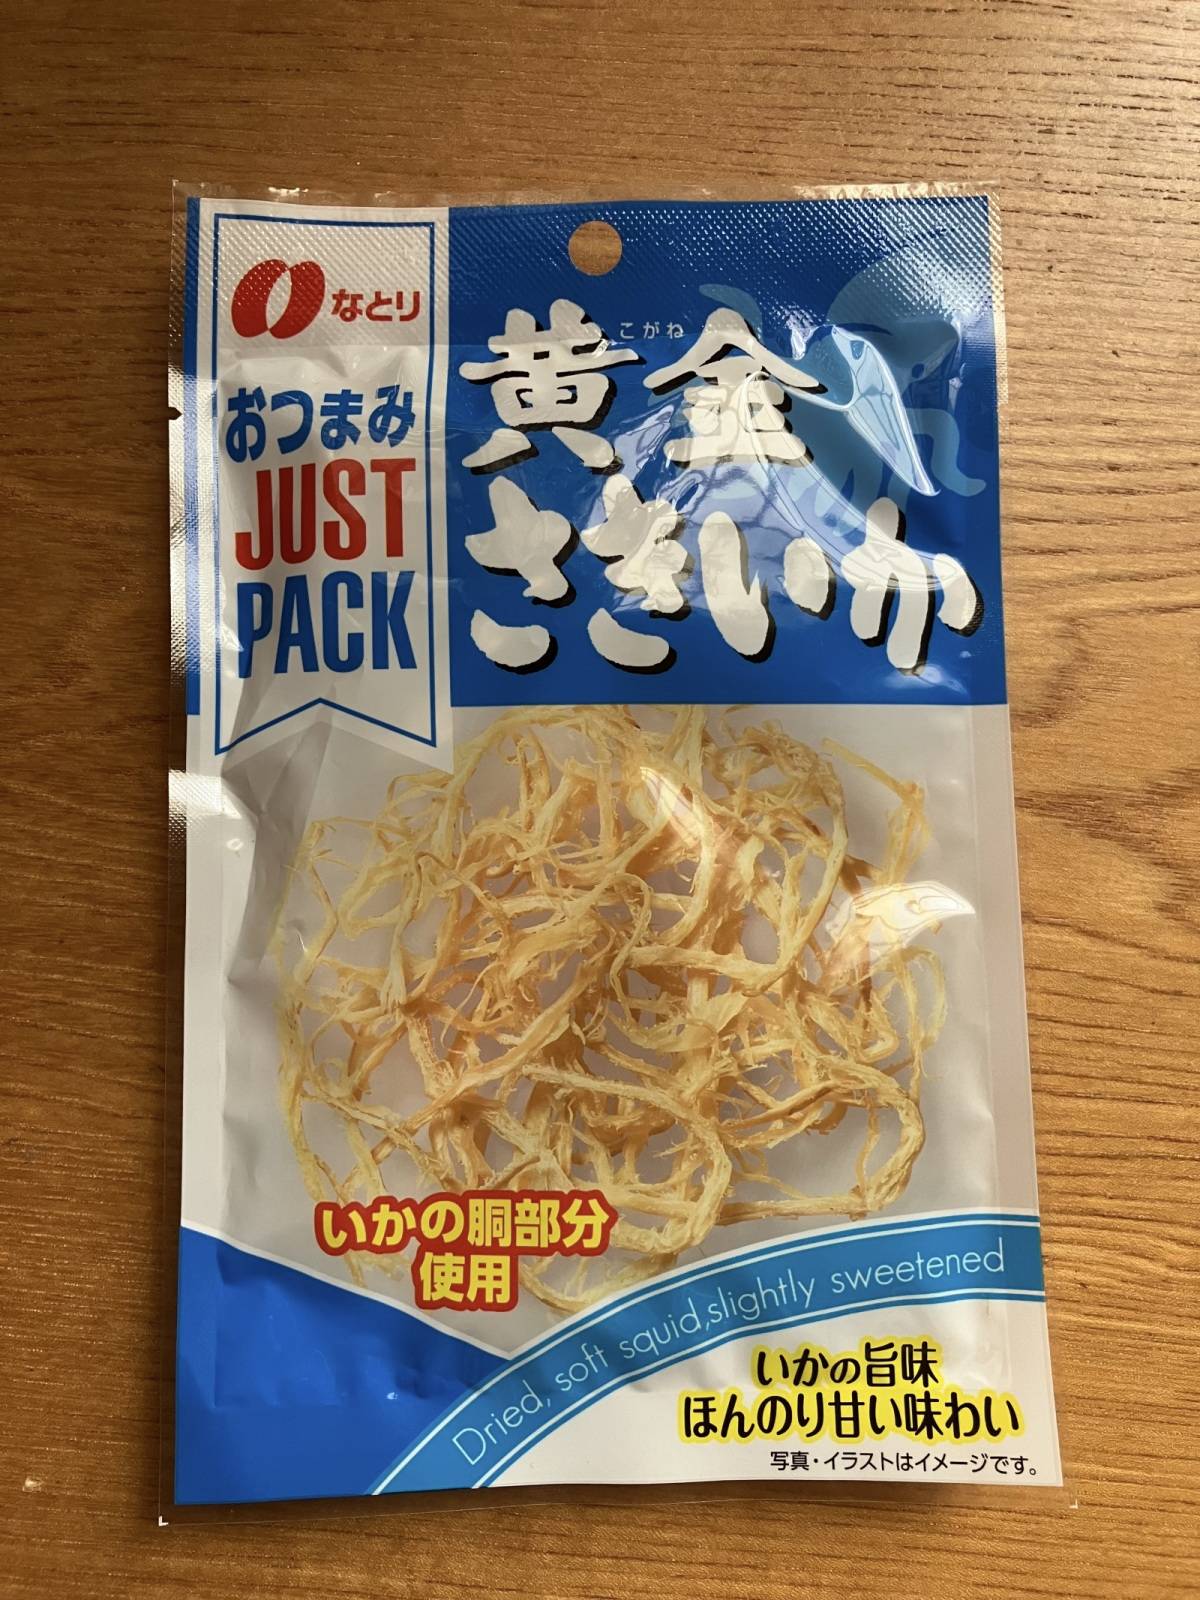 なとり
おつまみ
JUST
PACK
こがね
黄金
さきいか
いかの胴部分
使用
Dried, soft squid,slightly sweetened
いかの旨味
ほんのり甘い味わい
写真・イラストはイメージです。